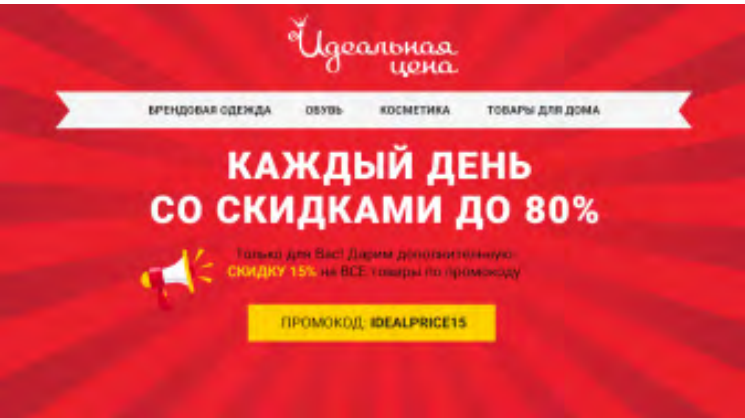 Идеальная
цена
БРЕНДОВАЯ ОДЕЖДА ОБУВЬ КОСМЕТИКА ТОВАРЫ ДЛЯ ДОМА
КАЖДЫЙ ДЕНЬ
СО СКИДКАМИ ДО 80%
Только для Вас! Дарим дополнительную
СКИДКУ 15% на ВСЕ товары по промокоду
ПРОМОКОД: IDEALPRICE15